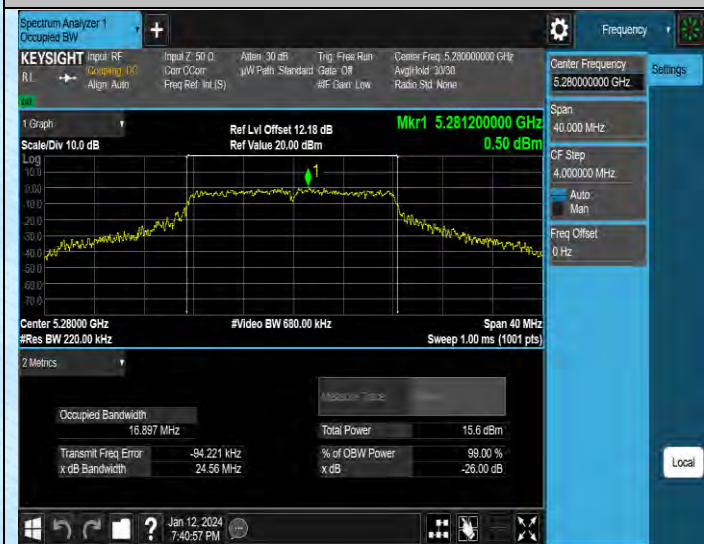 Spectrum Analyzer 1
Occupied BW
+
Frequency
KEYSIGHT
RL
Input: RF
Coupling: DC
Align: Auto
Input Z: 50 Ω
Corr CCorr
Freq Ref: Int (S)
Atten: 30 dB
µW Path: Standard
Trig: Free Run
Gate: Off
#IF Gain: Low
Center Freq: 5.280000000 GHz
Avg|Hold: 30/30
Radio Std: None
Center Frequency
5.280000000 GHz
Settings
Span
40.000 MHz
CF Step
4.000000 MHz
Auto
Man
Freq Offset
0 Hz
1 Graph
Scale/Div 10.0 dB
Ref Lvl Offset 12.18 dB
Ref Value 20.00 dBm
Mkr1 5.281200000 GHz
0.50 dBm
Log
10.0
0.00
-10.0
-20.0
-30.0
-40.0
-50.0
-60.0
-70.0
1
Center 5.28000 GHz
#Res BW 220.00 kHz
#Video BW 680.00 kHz
Span 40 MHz
Sweep 1.00 ms (1001 pts)
2 Metrics
Measure Trace
Occupied Bandwidth
16.897 MHz
Total Power 15.6 dBm
Transmit Freq Error -94.221 kHz
% of OBW Power 99.00 %
x dB Bandwidth 24.56 MHz
x dB -26.00 dB
Local
?
Jan 12, 2024
7:40:57 PM